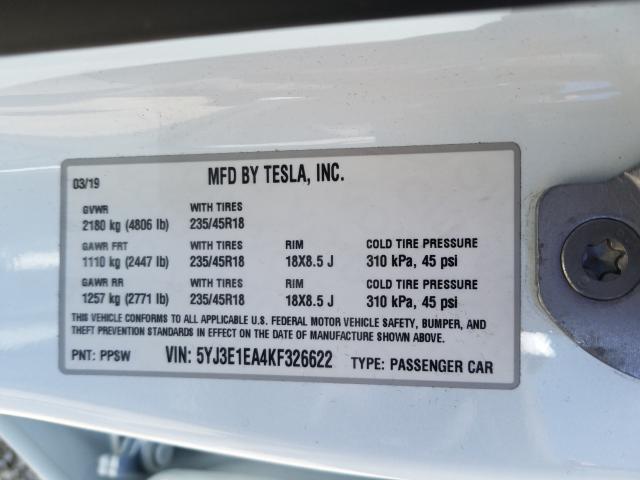 03/19 MFD BY TESLA, INC.
GVWR WITH TIRES
2180 kg (4806 lb) 235/45R18
GAWR FRT WITH TIRES RIM COLD TIRE PRESSURE
1110 kg (2447 lb) 235/45R18 18X8.5 J 310 kPa, 45 psi
GAWR RR WITH TIRES RIM COLD TIRE PRESSURE
1257 kg (2771 lb) 235/45R18 18X8.5 J 310 kPa, 45 psi
THIS VEHICLE CONFORMS TO ALL APPLICABLE U.S. FEDERAL MOTOR VEHICLE SAFETY, BUMPER, AND
THEFT PREVENTION STANDARDS IN EFFECT ON THE DATE OF MANUFACTURE SHOWN ABOVE.
PNT: PPSW VIN: 5YJ3E1EA4KF326622 TYPE: PASSENGER CAR